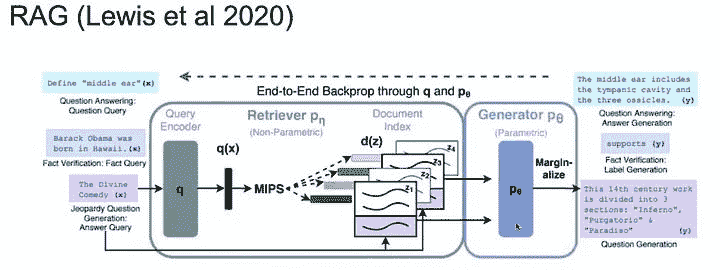 RAG (Lewis et al 2020)
Define "middle ear"(x)
Question Answering:
Question Query
Barack Obama was
born in Hawaii.(x)
Fact Verification: Fact Query
The Divine
Comedy (x)
Jeopardy Question
Generation:
Answer Query
End-to-End Backprop through q and pθ
Query
Encoder
q
q(x)
Retriever pη
(Non-Parametric)
MIPS
Document
Index
d(z)
z4
z3
z2
z1
Generator pθ
(Parametric)
pθ
Margin-
alize
The middle ear includes
the tympanic cavity and
the three ossicles. (y)
Question Answering:
Answer Generation
supports (y)
Fact Verification:
Label Generation
This 14th century work
is divided into 3
sections: "Inferno",
"Purgatorio" &
"Paradiso" (y)
Question Generation